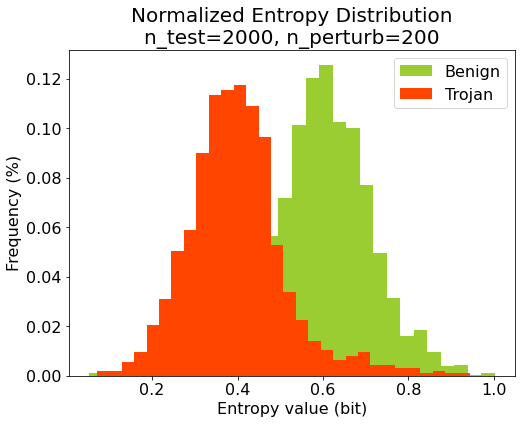 Normalized Entropy Distribution
n_test=2000, n_perturb=200
Benign
Trojan
Frequency (%)
0.12
0.10
0.08
0.06
0.04
0.02
0.00
0.2 0.4 0.6 0.8 1.0
Entropy value (bit)